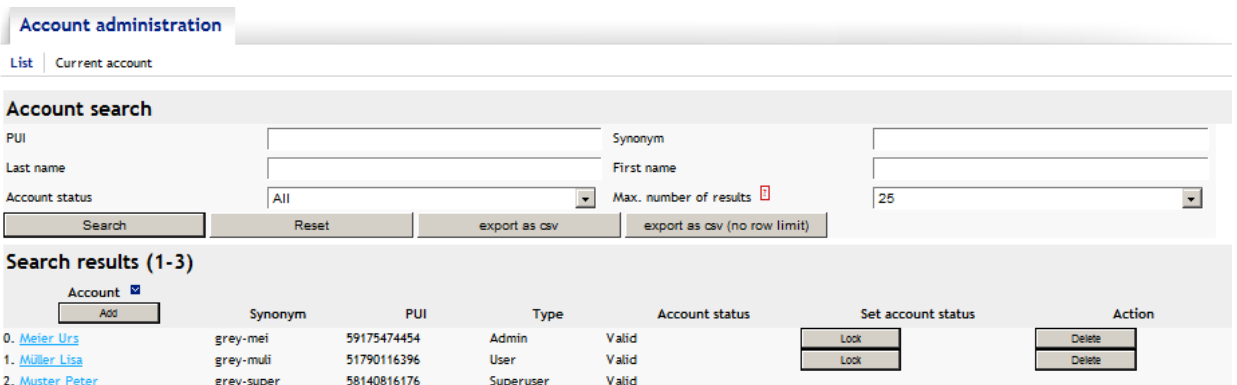 Account administration
List Current account
Account search
PUI Synonym
Last name First name
Account status All Max. number of results ? 25
Search Reset export as csv export as csv (no row limit)
Search results (1-3)
Account
Add Synonym PUI Type Account status Set account status Action
0. Meier Urs grey-mei 59175474454 Admin Valid Lock Delete
1. Müller Lisa grey-muli 51790116396 User Valid Lock Delete
2. Muster Peter grey-super 58140816176 Superuser Valid